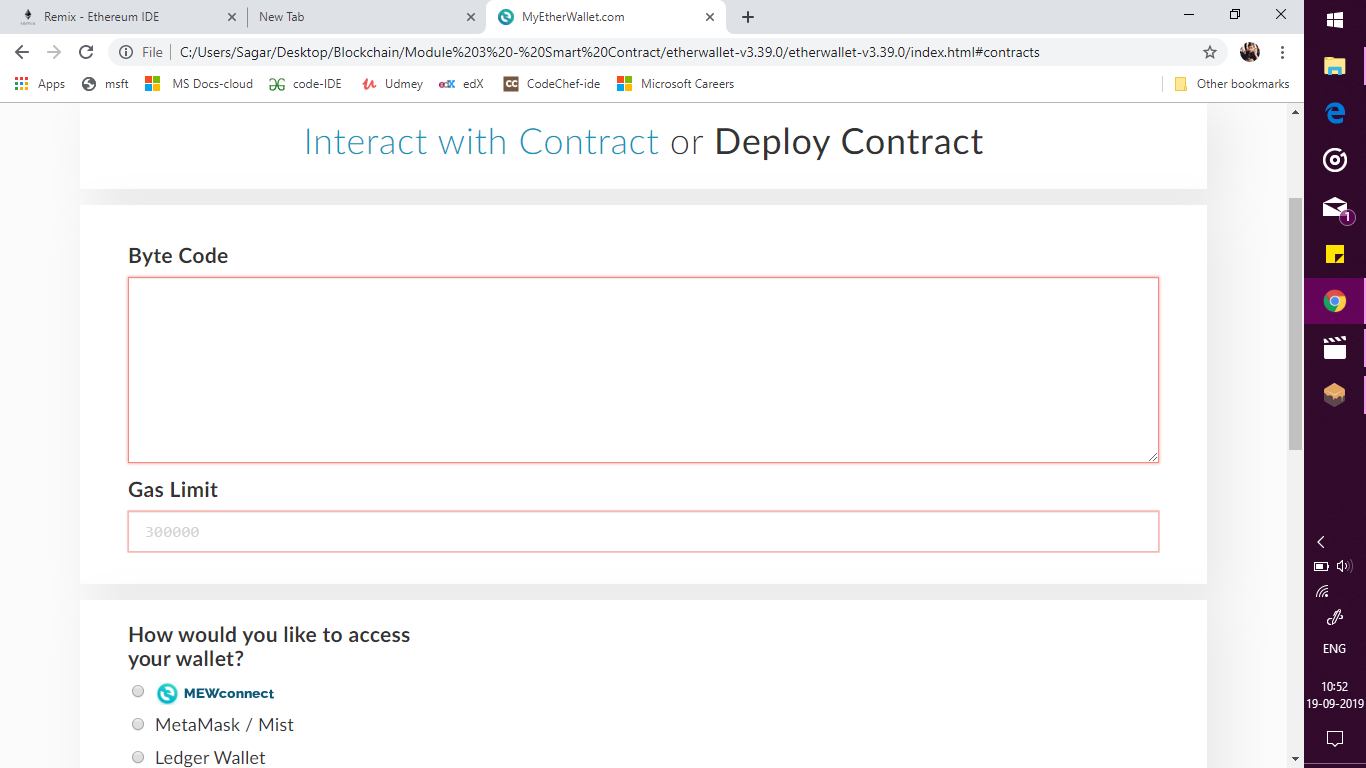 Remix - Ethereum IDE
New Tab
MyEtherWallet.com
File
C:/Users/Sagar/Desktop/Blockchain/Module%203%20-%20Smart%20Contract/etherwallet-v3.39.0/etherwallet-v3.39.0/index.html#contracts
Apps
msft
MS Docs-cloud
code-IDE
Udmey
edX
edX
CC
CodeChef-ide
Microsoft Careers
Other bookmarks
Interact with Contract or Deploy Contract
Byte Code
Gas Limit
300000
How would you like to access
your wallet?
MEWconnect
MetaMask / Mist
Ledger Wallet
1
ENG
10:52
19-09-2019